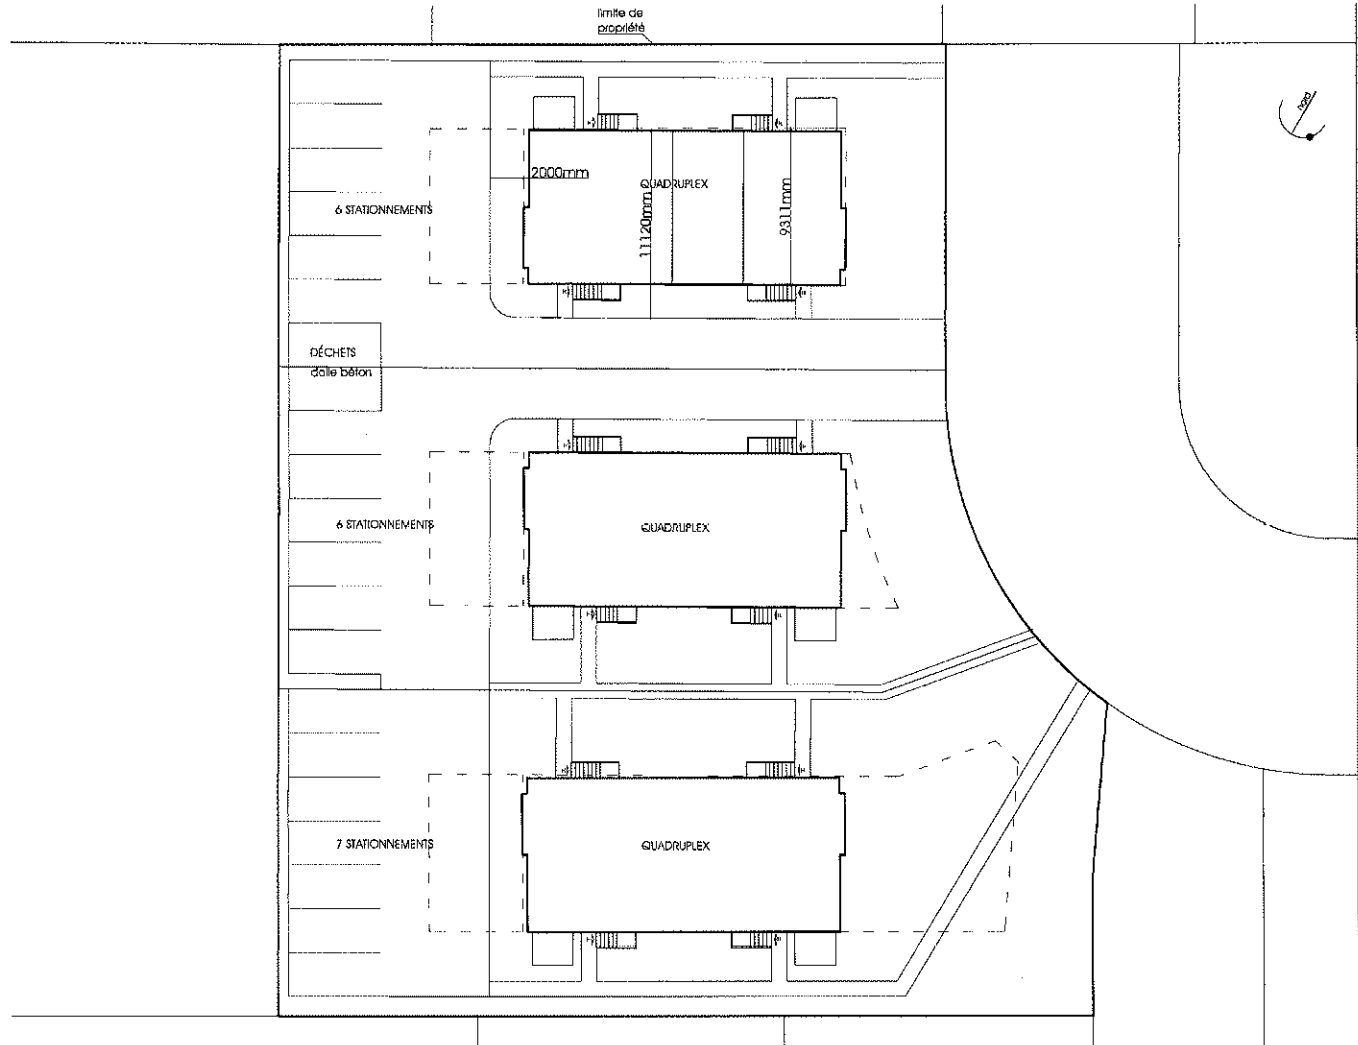 limite de
propriété
nord
2000mm
QUADRUPLEX
6 STATIONNEMENTS
11120mm
9311mm
DÉCHETS
dalle béton
6 STATIONNEMENTS
QUADRUPLEX
7 STATIONNEMENTS
QUADRUPLEX